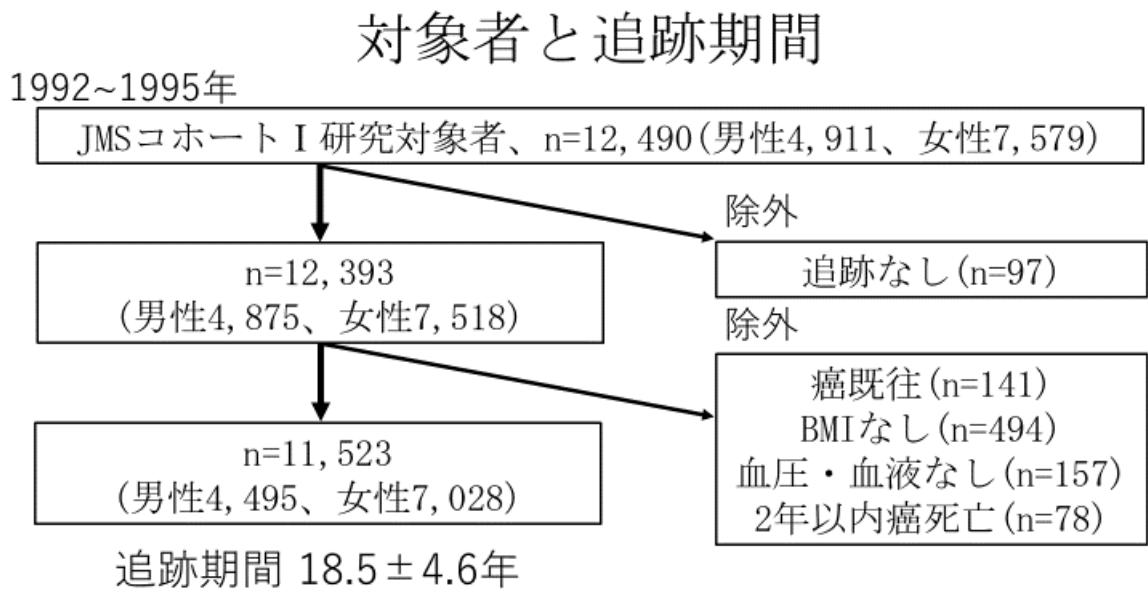 対象者と追跡期間
1992~1995年
JMSコホートⅠ研究対象者、n=12,490(男性4,911、女性7,579)
除外
追跡なし(n=97)
n=12,393
(男性4,875、女性7,518)
除外
癌既往(n=141)
BMIなし(n=494)
血圧・血液なし(n=157)
2年以内癌死亡(n=78)
n=11,523
(男性4,495、女性7,028)
追跡期間 18.5±4.6年